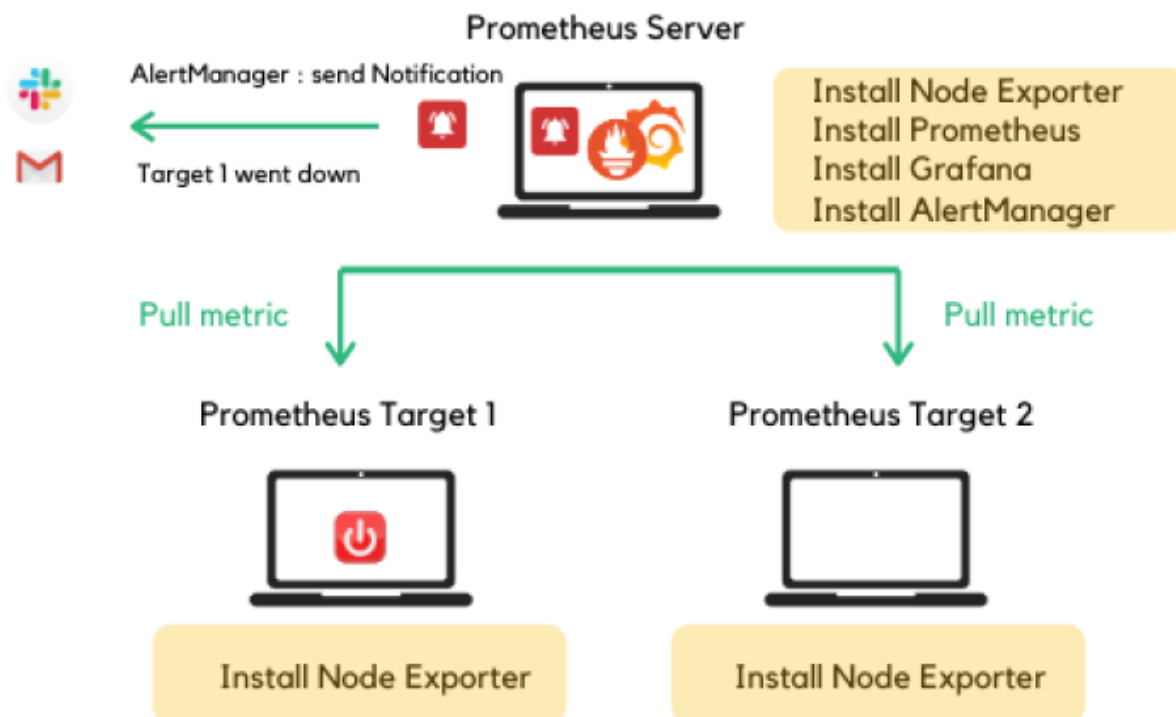 Prometheus Server
AlertManager : send Notification
Target 1 went down
Install Node Exporter
Install Prometheus
Install Grafana
Install AlertManager
Pull metric
Pull metric
Prometheus Target 1
Prometheus Target 2
Install Node Exporter
Install Node Exporter